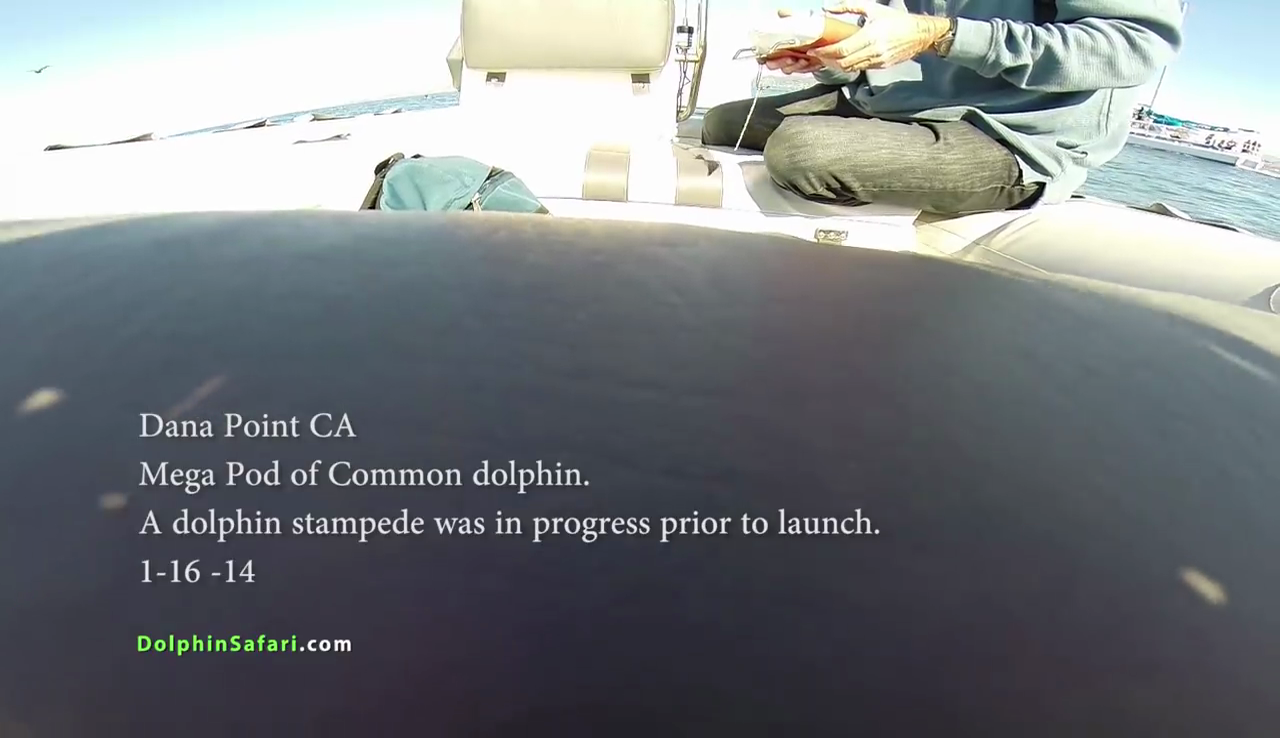 Dana Point CA
Mega Pod of Common dolphin.
A dolphin stampede was in progress prior to launch.
1-16 -14
DolphinSafari.com